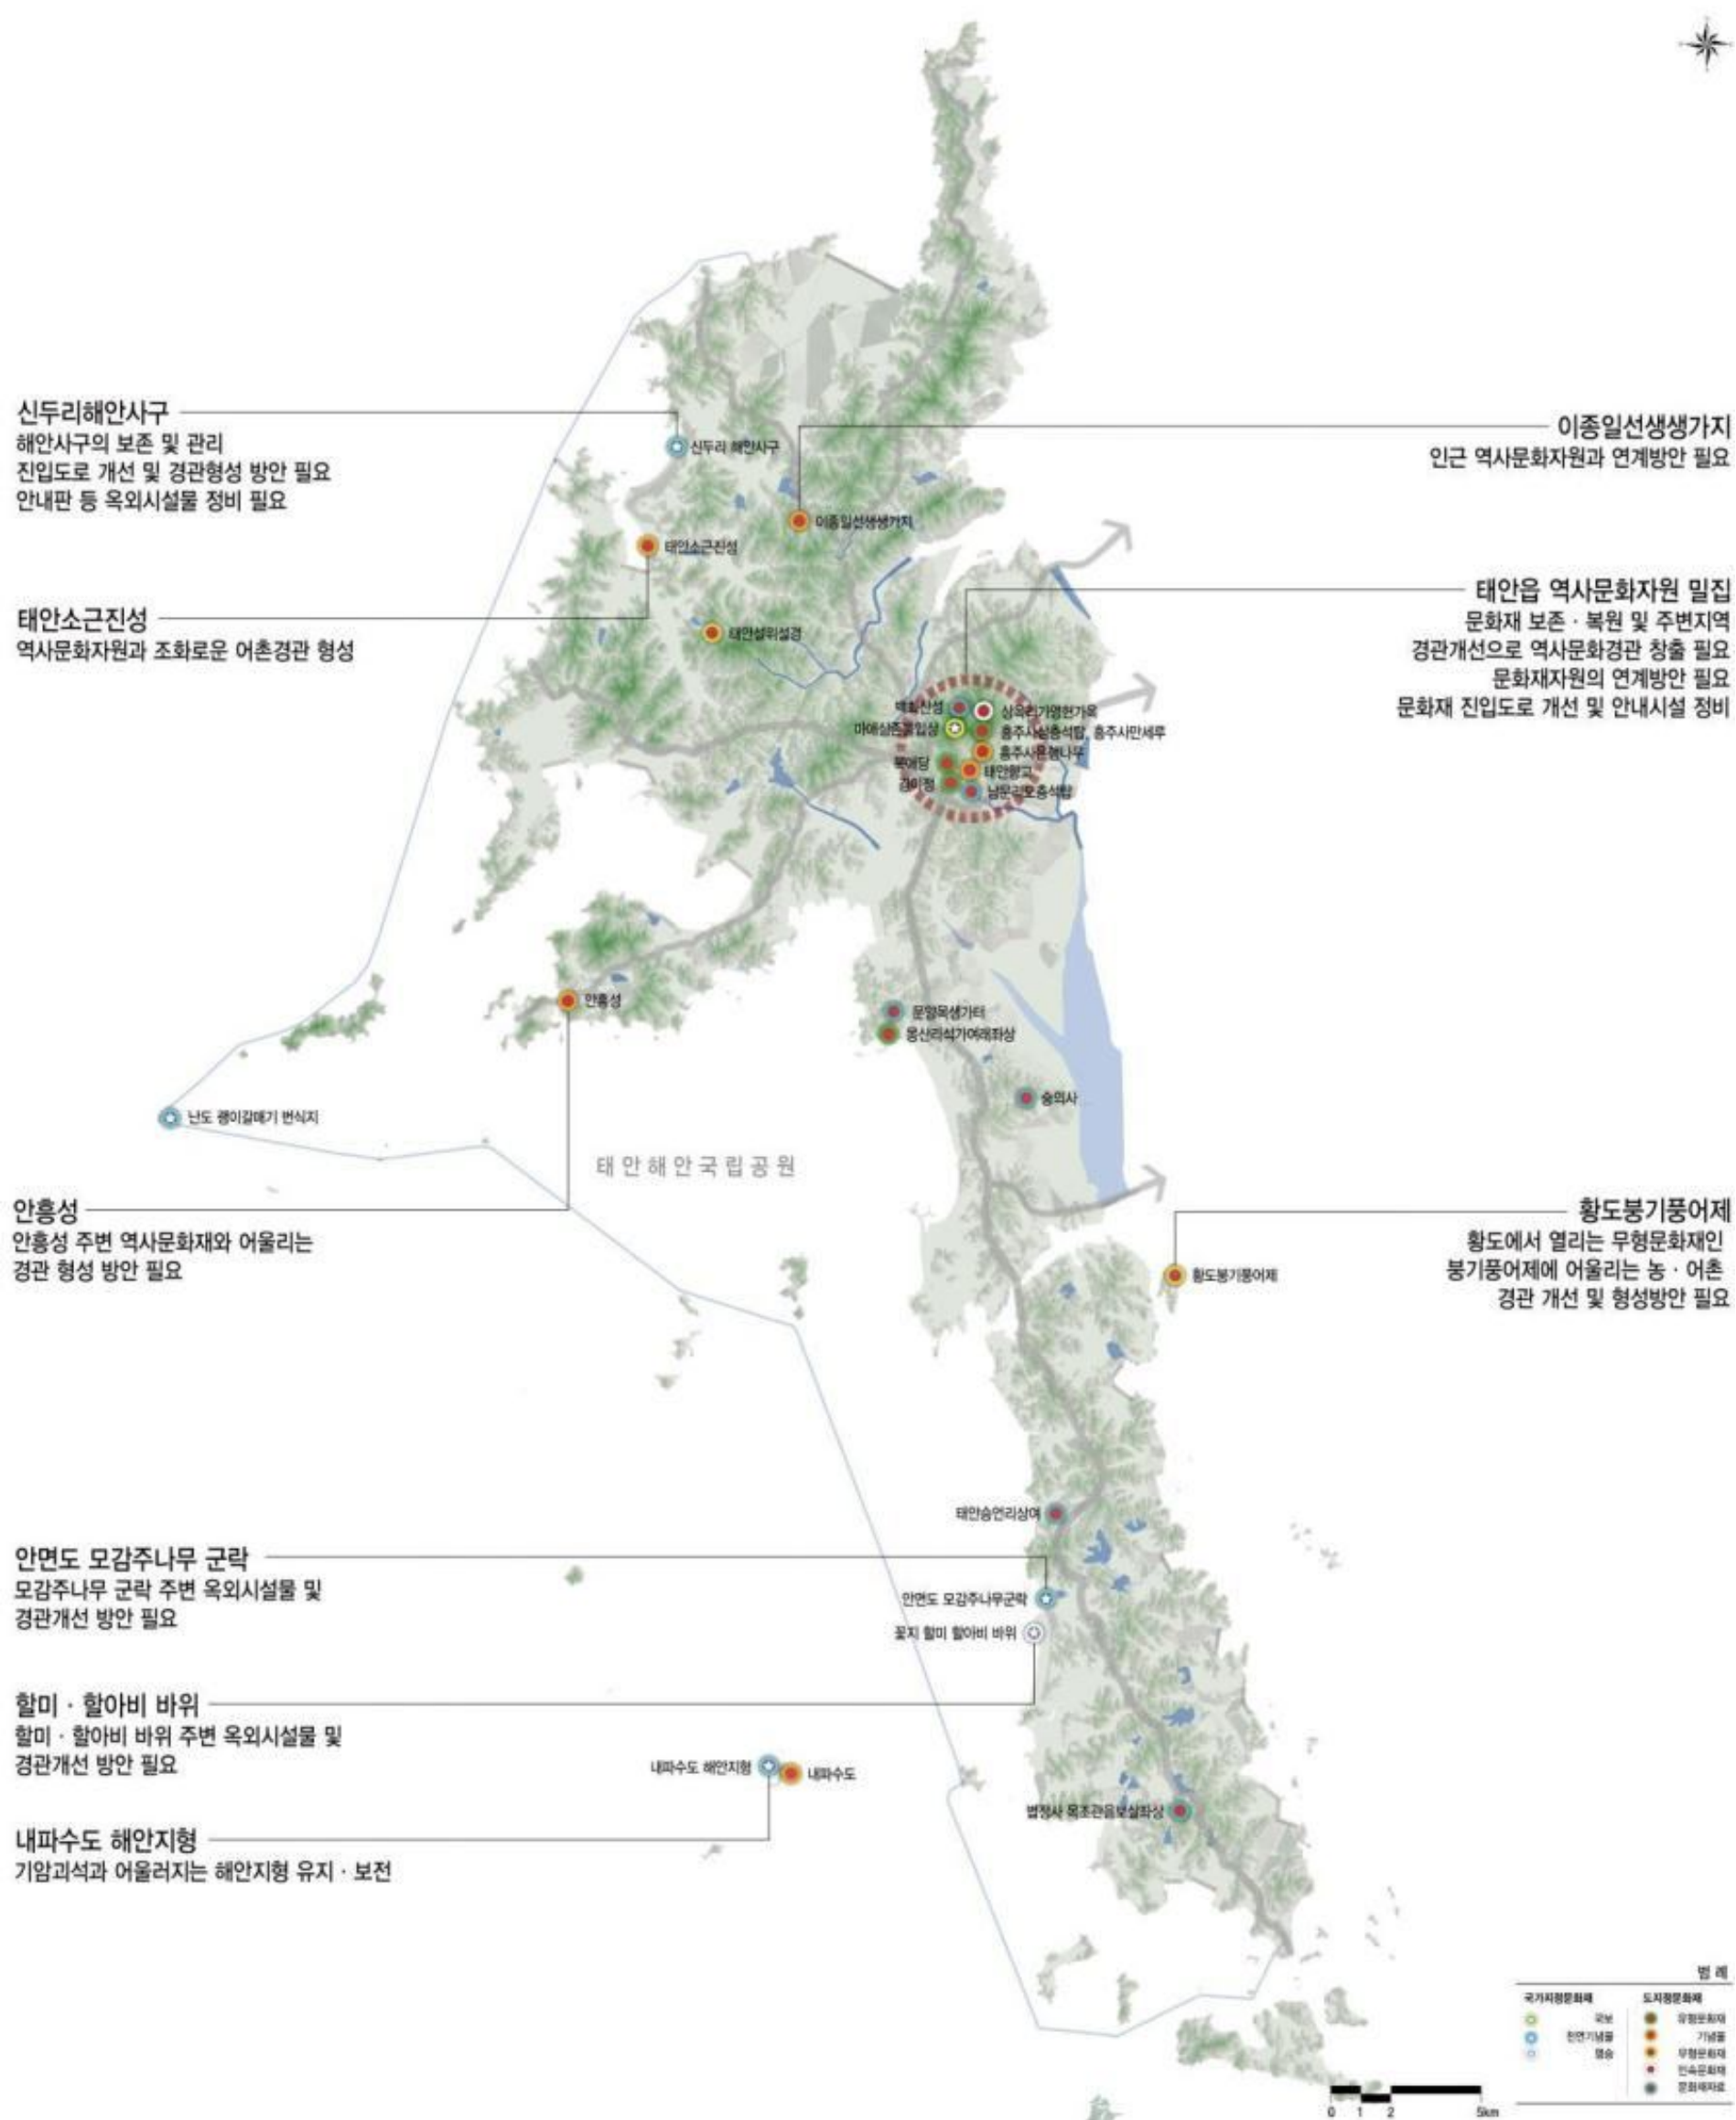 신두리해안사구
해안사구의 보존 및 관리
진입도로 개선 및 경관형성 방안 필요
안내판 등 옥외시설물 정비 필요
태안소근진성
역사문화자원과 조화로운 어촌경관 형성
안흥성
안흥성 주변 역사문화재와 어울리는
경관 형성 방안 필요
안면도 모감주나무 군락
모감주나무 군락 주변 옥외시설물 및
경관개선 방안 필요
할미 · 할아비 바위
할미 · 할아비 바위 주변 옥외시설물 및
경관개선 방안 필요
내파수도 해안지형
기암괴석과 어울러지는 해안지형 유지 · 보전
이종일선생생가지
인근 역사문화자원과 연계방안 필요
태안읍 역사문화자원 밀집
문화재 보존 · 복원 및 주변지역
경관개선으로 역사문화경관 창출 필요
문화재자원의 연계방안 필요
문화재 진입도로 개선 및 안내시설 정비
황도붕기풍어제
황도에서 열리는 무형문화재인
붕기풍어제에 어울리는 농 · 어촌
경관 개선 및 형성방안 필요
신두리 해안사구
이종일선생생가지
태안소근진성
태안설위설경
백화산성
상옥리가영현가옥
마애삼존불입상
흥주사삼층석탑, 흥주사만세루
흥주사은행나무
태안향교
경이정
남문리오층석탑
안흥성
문양목생가터
몽산리석가여래좌상
숭의사
난도 괭이갈매기 번식지
태안해안국립공원
황도붕기풍어제
태안승언리상여
안면도 모감주나무군락
꽃지 할미 할아비 바위
내파수도 해안지형
내파수도
법정사 목조관음보살좌상
범 례
국가지정문화재
국보
천연기념물
명승
도지정문화재
유형문화재
기념물
무형문화재
민속문화재
문화재자료
0 1 2 5km